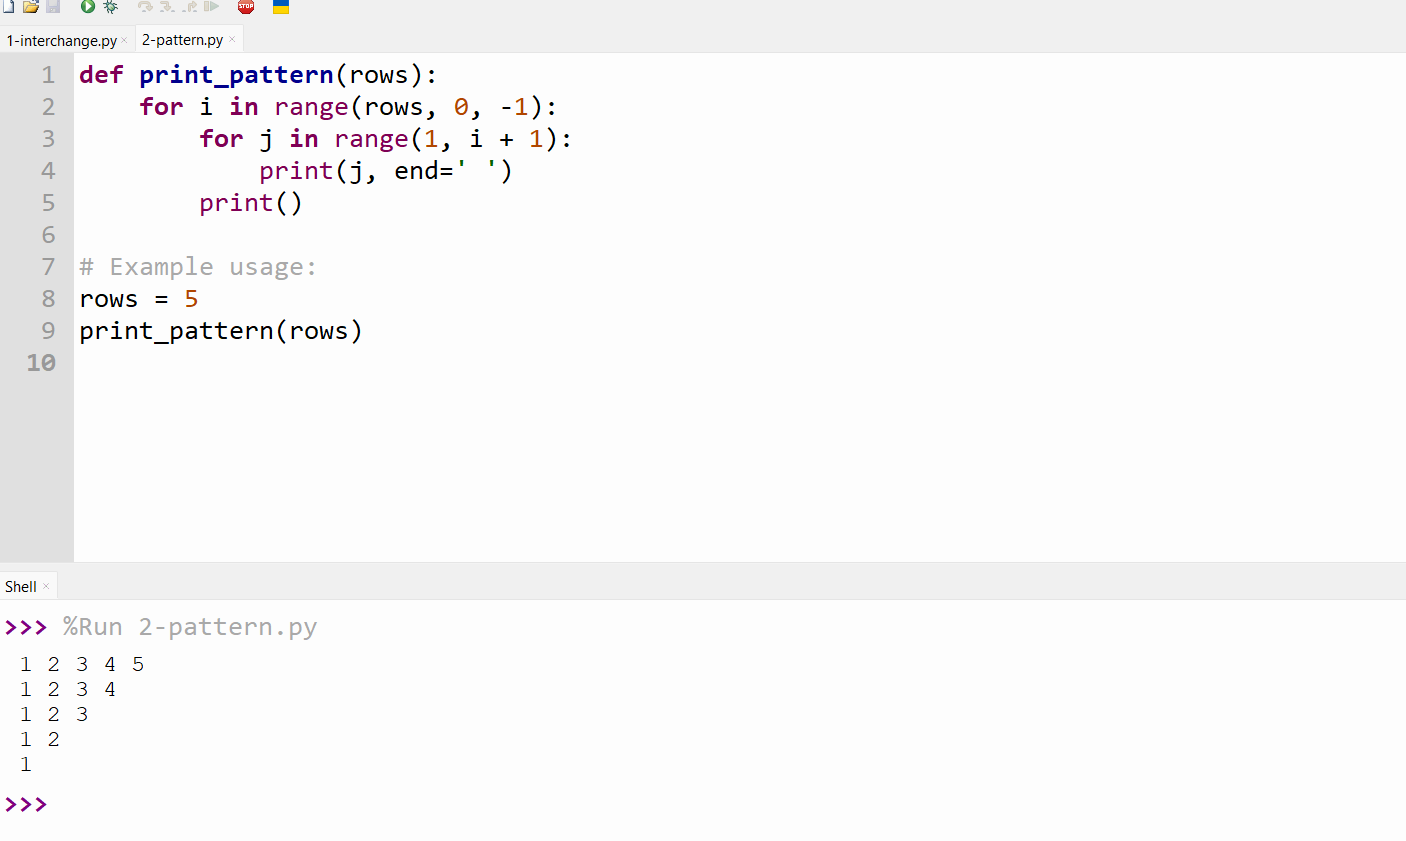 STOP
1-interchange.py × 2-pattern.py ×
1 def print_pattern(rows):
2     for i in range(rows, 0, -1):
3         for j in range(1, i + 1):
4             print(j, end=' ')
5         print()
6
7 # Example usage:
8 rows = 5
9 print_pattern(rows)
10
Shell ×
>>> %Run 2-pattern.py
1 2 3 4 5
1 2 3 4
1 2 3
1 2
1
>>>